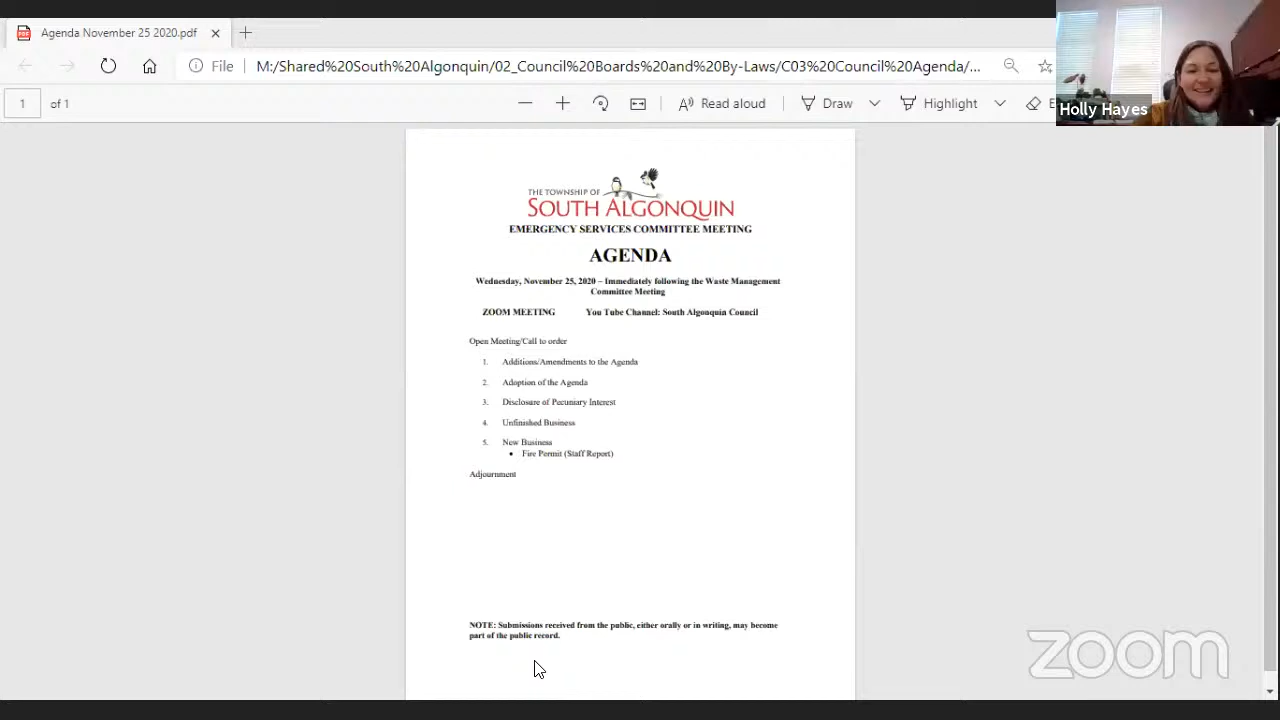 Agenda November 25 2020.pdf
File
M:/Shared%20South%20Algonquin/02_Council%20Boards%20and%20By-Laws/C03%20Council%20Agenda/...
1 of 1
Read aloud
Draw
Highlight
Holly Hayes
THE TOWNSHIP OF
SOUTH ALGONQUIN
EMERGENCY SERVICES COMMITTEE MEETING
AGENDA
Wednesday, November 25, 2020 – Immediately following the Waste Management
Committee Meeting
ZOOM MEETING You Tube Channel: South Algonquin Council
Open Meeting/Call to order
1. Additions/Amendments to the Agenda
2. Adoption of the Agenda
3. Disclosure of Pecuniary Interest
4. Unfinished Business
5. New Business
• Fire Permit (Staff Report)
Adjournment
NOTE: Submissions received from the public, either orally or in writing, may become
part of the public record.
zoom